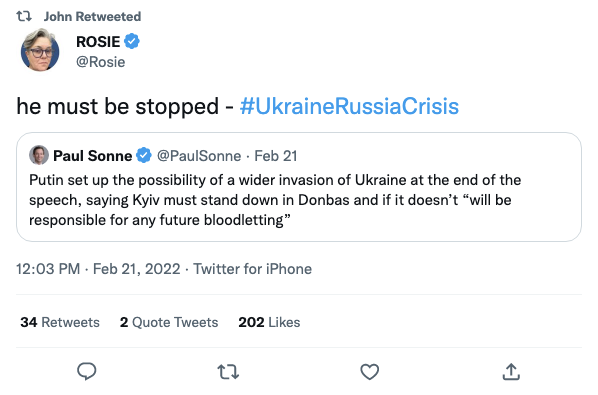 John Retweeted
ROSIE
@Rosie
he must be stopped - #UkraineRussiaCrisis
Paul Sonne @PaulSonne · Feb 21
Putin set up the possibility of a wider invasion of Ukraine at the end of the
speech, saying Kyiv must stand down in Donbas and if it doesn’t “will be
responsible for any future bloodletting”
12:03 PM · Feb 21, 2022 · Twitter for iPhone
34 Retweets 2 Quote Tweets 202 Likes